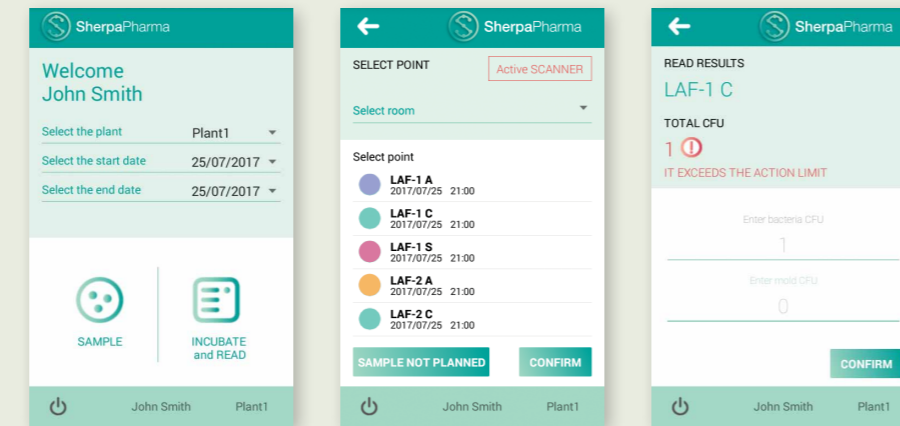 SherpaPharma
Welcome
John Smith
Select the plant Plant1
Select the start date 25/07/2017
Select the end date 25/07/2017
SAMPLE
INCUBATE
and READ
John Smith Plant1
SherpaPharma
SELECT POINT Active SCANNER
Select room
Select point
LAF-1 A
2017/07/25 21:00
LAF-1 C
2017/07/25 21:00
LAF-1 S
2017/07/25 21:00
LAF-2 A
2017/07/25 21:00
LAF-2 C
2017/07/25 21:00
SAMPLE NOT PLANNED CONFIRM
John Smith Plant1
SherpaPharma
READ RESULTS
LAF-1 C
TOTAL CFU
1
IT EXCEEDS THE ACTION LIMIT
Enter bacteria CFU
1
Enter mold CFU
0
CONFIRM
John Smith Plant1